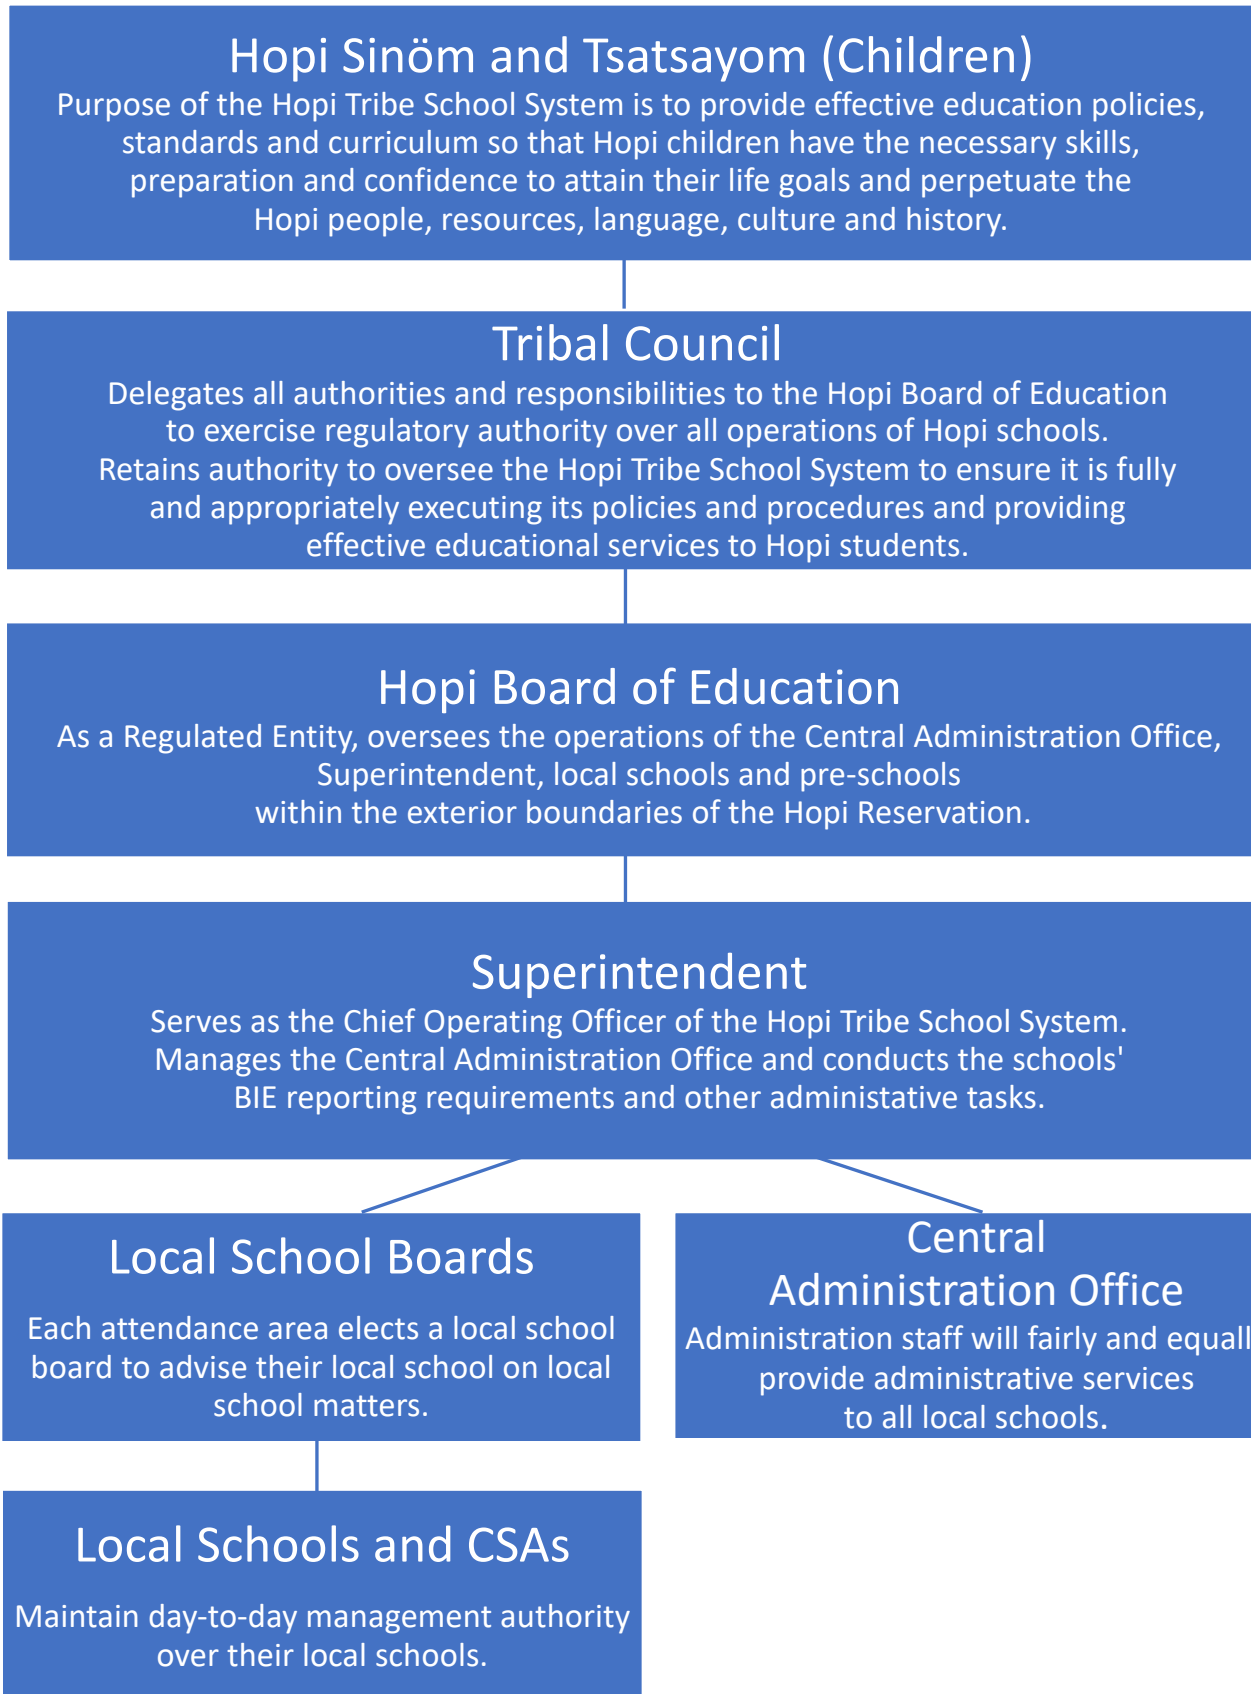 Hopi Sinöm and Tsatsayom (Children)
Purpose of the Hopi Tribe School System is to provide effective education policies,
standards and curriculum so that Hopi children have the necessary skills,
preparation and confidence to attain their life goals and perpetuate the
Hopi people, resources, language, culture and history.
Tribal Council
Delegates all authorities and responsibilities to the Hopi Board of Education
to exercise regulatory authority over all operations of Hopi schools.
Retains authority to oversee the Hopi Tribe School System to ensure it is fully
and appropriately executing its policies and procedures and providing
effective educational services to Hopi students.
Hopi Board of Education
As a Regulated Entity, oversees the operations of the Central Administration Office,
Superintendent, local schools and pre-schools
within the exterior boundaries of the Hopi Reservation.
Superintendent
Serves as the Chief Operating Officer of the Hopi Tribe School System.
Manages the Central Administration Office and conducts the schools'
BIE reporting requirements and other administative tasks.
Local School Boards
Each attendance area elects a local school
board to advise their local school on local
school matters.
Central
Administration Office
Administration staff will fairly and equall
provide administrative services
to all local schools.
Local Schools and CSAs
Maintain day-to-day management authority
over their local schools.